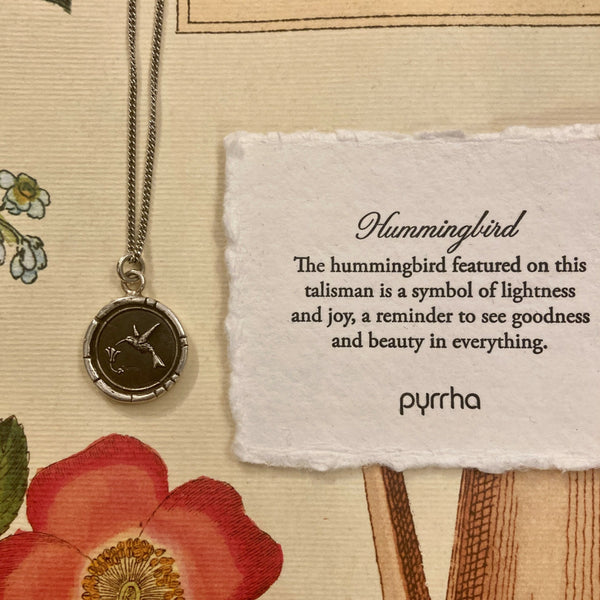 Hummingbird
The hummingbird featured on this
talisman is a symbol of lightness
and joy, a reminder to see goodness
and beauty in everything.
pyrrha